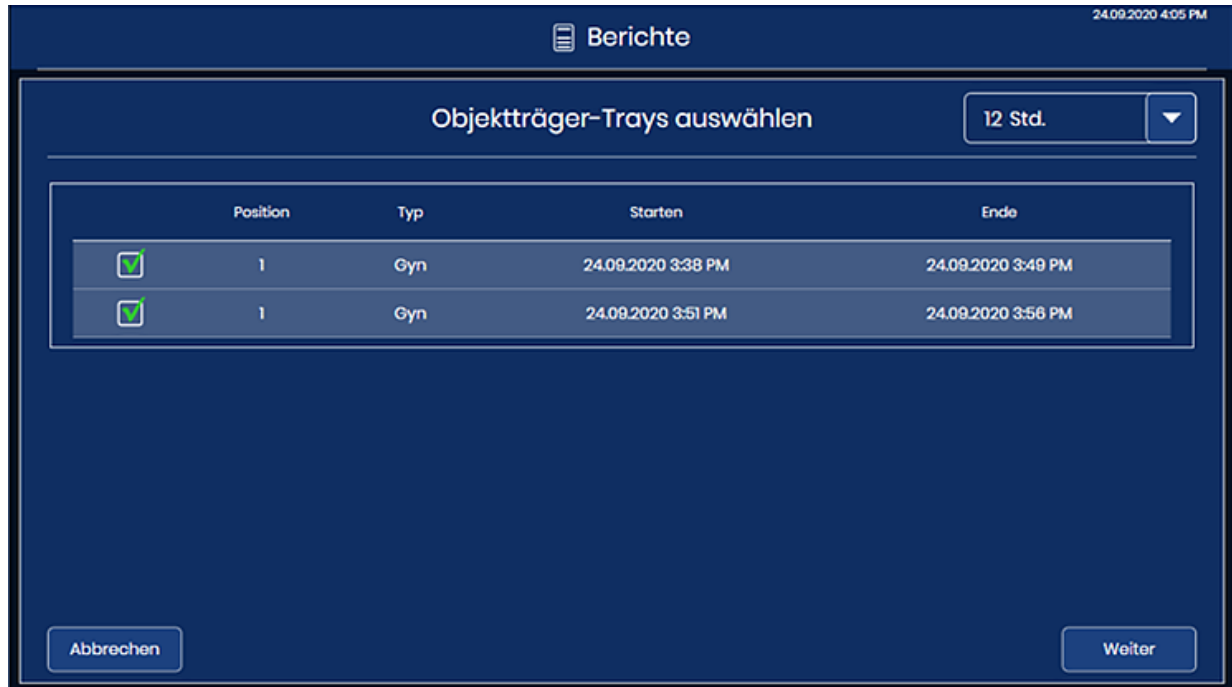 24.09.2020 4:05 PM
Berichte
Objektträger-Trays auswählen 12 Std.
Position Typ Starten Ende
1 Gyn 24.09.2020 3:38 PM 24.09.2020 3:49 PM
1 Gyn 24.09.2020 3:51 PM 24.09.2020 3:56 PM
Abbrechen Weiter